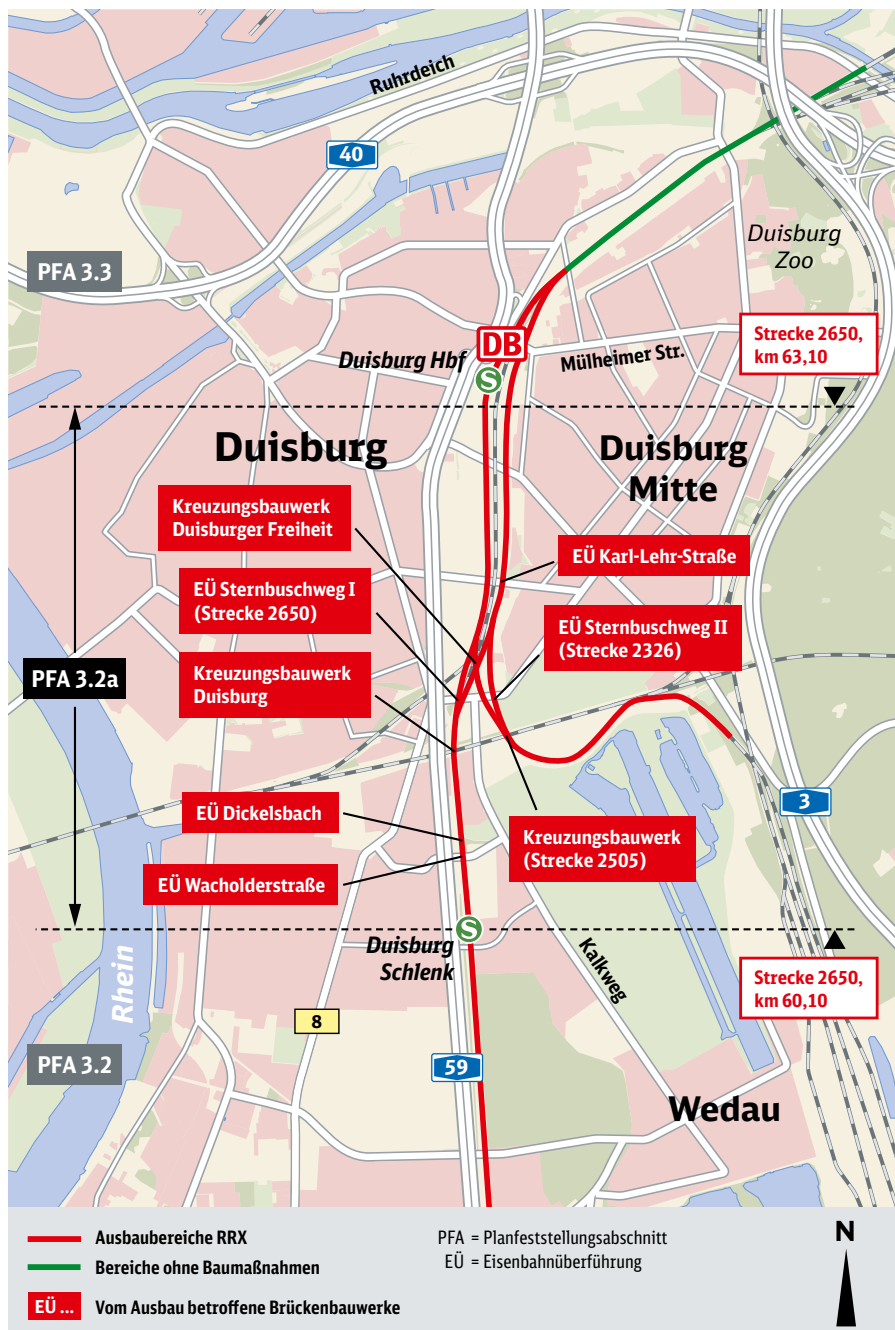 Ruhrdeich
40
PFA 3.3
Duisburg
Zoo
Strecke 2650,
km 63,10
DB
Duisburg Hbf
S
Mülheimer Str.
Duisburg
Duisburg
Mitte
Kreuzungsbauwerk
Duisburger Freiheit
EÜ Karl-Lehr-Straße
EÜ Sternbuschweg I
(Strecke 2650)
EÜ Sternbuschweg II
(Strecke 2326)
PFA 3.2a
Kreuzungsbauwerk
Duisburg
3
EÜ Dickelsbach
Kreuzungsbauwerk
(Strecke 2505)
EÜ Wacholderstraße
S
Duisburg
Schlenk
Kalkweg
Rhein
Strecke 2650,
km 60,10
8
PFA 3.2
59
Wedau
Ausbaubereiche RRX
Bereiche ohne Baumaßnahmen
EÜ ... Vom Ausbau betroffene Brückenbauwerke
PFA = Planfeststellungsabschnitt
EÜ = Eisenbahnüberführung
N